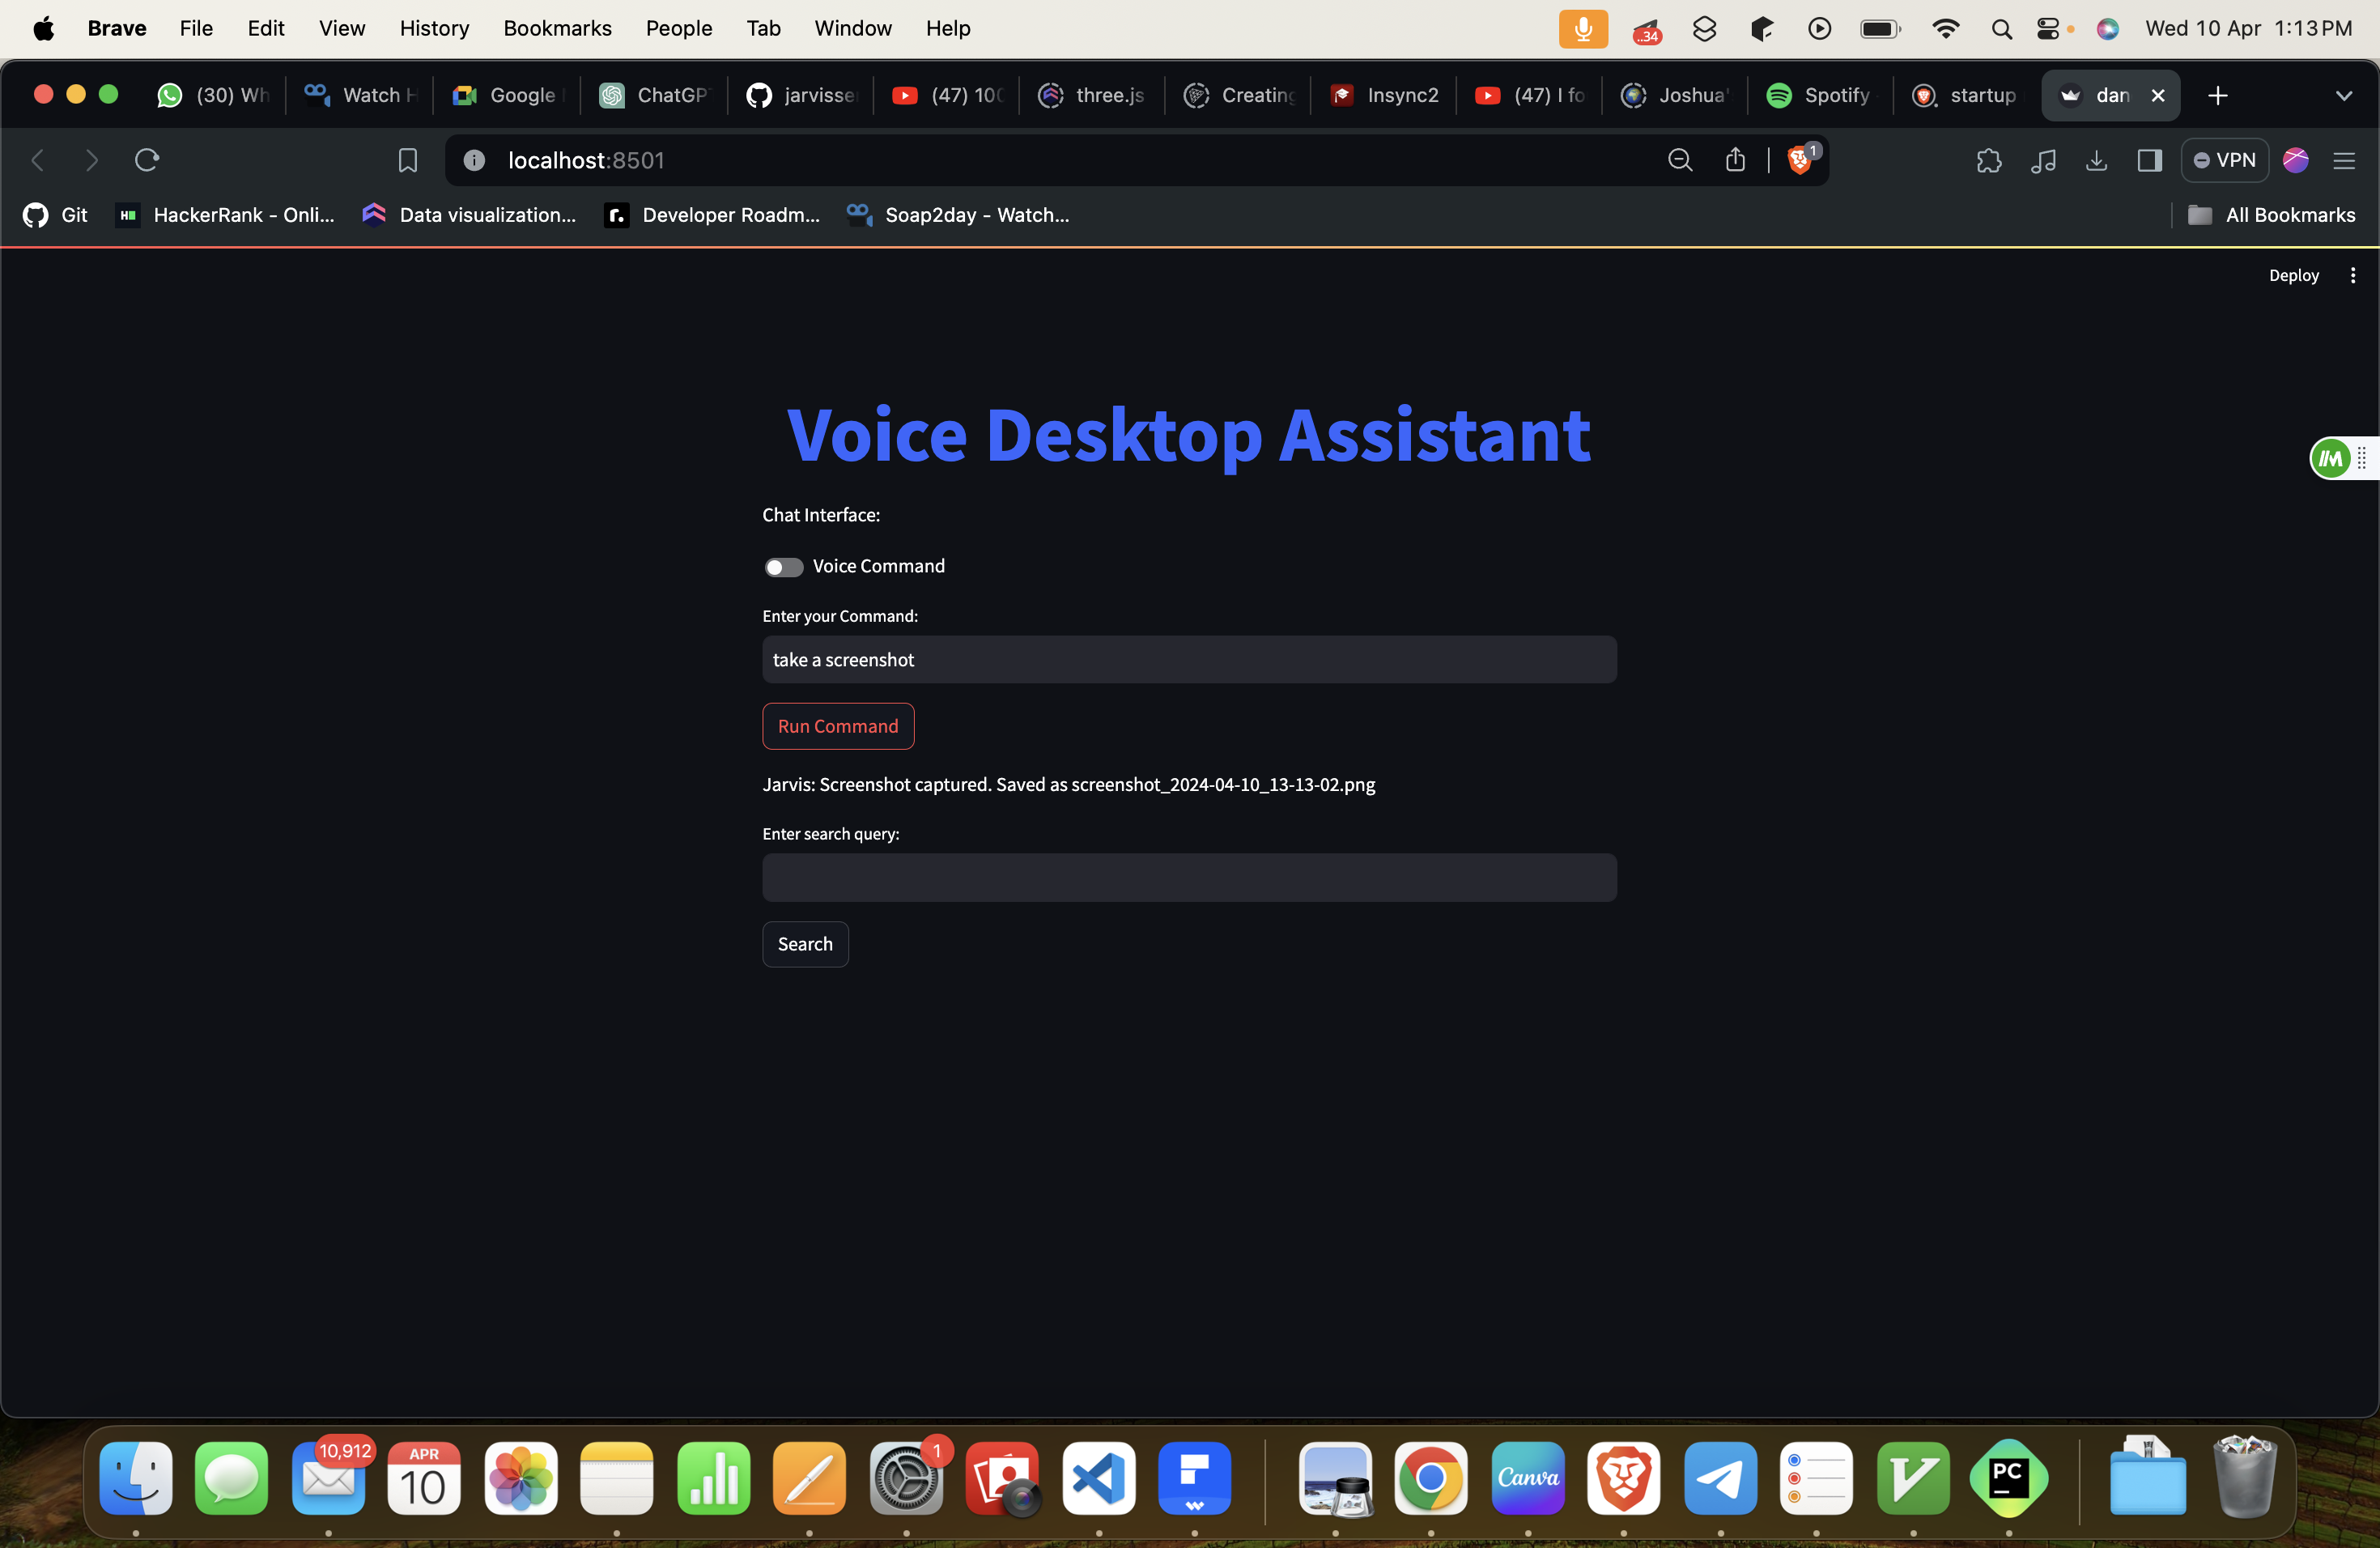 Brave File Edit View History Bookmarks People Tab Window Help ..34 Wed 10 Apr 1:13 PM
(30) Wh Watch H Google ChatGP jarvisse (47) 100 three.js Creating Insync2 (47) I fo Joshua' Spotify startup dan
localhost:8501 1 VPN
Git HackerRank - Onli... Data visualization... Developer Roadm... Soap2day - Watch... All Bookmarks
Deploy
Voice Desktop Assistant
Chat Interface:
Voice Command
Enter your Command:
take a screenshot
Run Command
Jarvis: Screenshot captured. Saved as screenshot_2024-04-10_13-13-02.png
Enter search query:
Search
10,912 APR 1
10 Canva PC